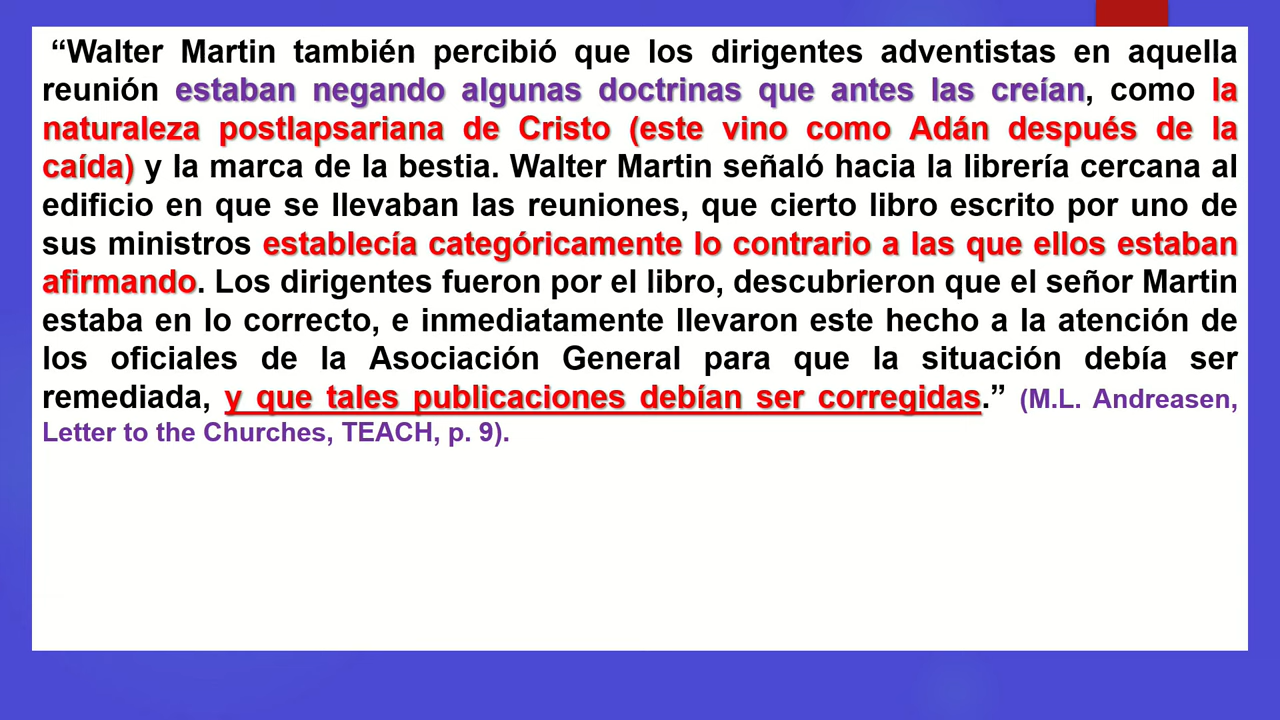 “Walter Martin también percibió que los dirigentes adventistas en aquella
reunión estaban negando algunas doctrinas que antes las creían, como la
naturaleza postlapsariana de Cristo (este vino como Adán después de la
caída) y la marca de la bestia. Walter Martin señaló hacia la librería cercana al
edificio en que se llevaban las reuniones, que cierto libro escrito por uno de
sus ministros establecía categóricamente lo contrario a las que ellos estaban
afirmando. Los dirigentes fueron por el libro, descubrieron que el señor Martin
estaba en lo correcto, e inmediatamente llevaron este hecho a la atención de
los oficiales de la Asociación General para que la situación debía ser
remediada, y que tales publicaciones debían ser corregidas.” (M.L. Andreasen,
Letter to the Churches, TEACH, p. 9).